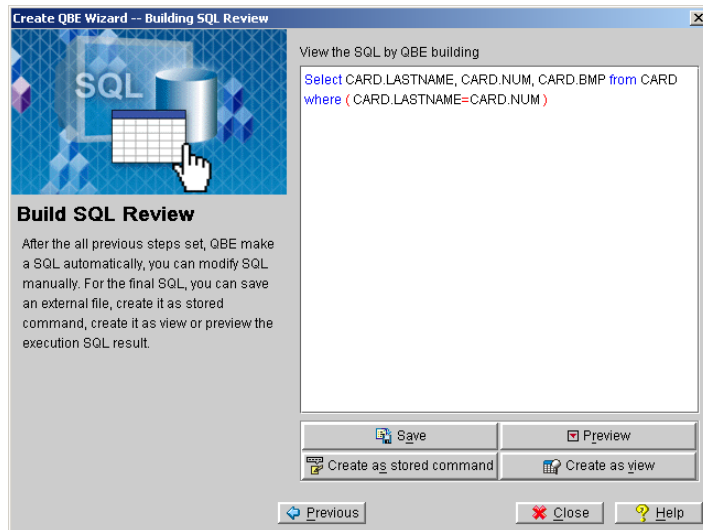 Create QBE Wizard -- Building SQL Review
SQL
Build SQL Review
After the all previous steps set, QBE make
a SQL automatically, you can modify SQL
manually. For the final SQL, you can save
an external file, create it as stored
command, create it as view or preview the
execution SQL result.
View the SQL by QBE building
Select CARD.LASTNAME, CARD.NUM, CARD.BMP from CARD
where ( CARD.LASTNAME=CARD.NUM )
Save
Preview
Create as stored command
Create as view
Previous
Close
Help